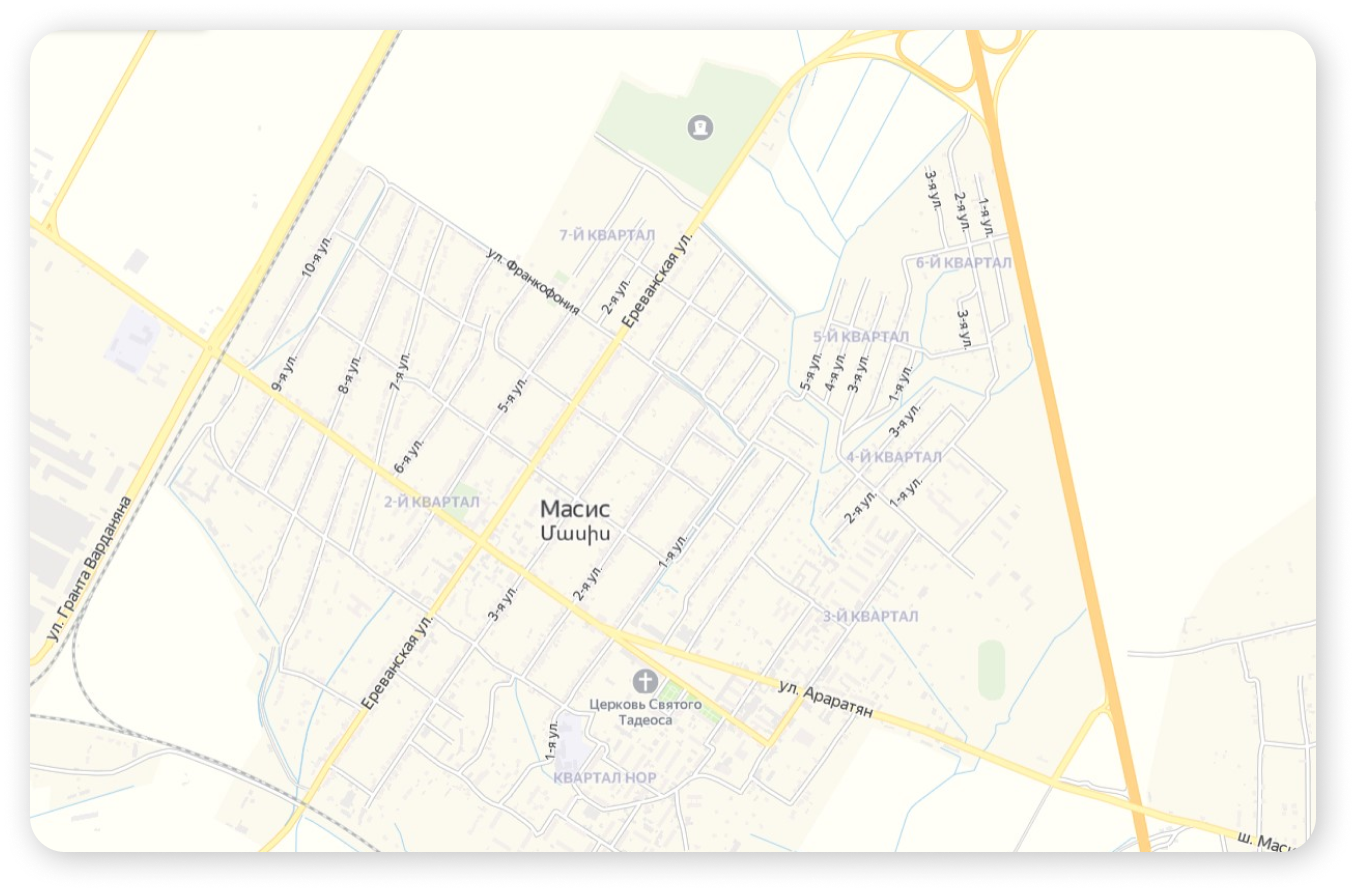 3-я ул.
2-я ул.
1-я ул.
7-Й КВАРТАЛ
Ереванская ул.
10-я ул.
ул. Франкофония
2-я ул.
6-Й КВАРТАЛ
3-я ул.
5-Й КВАРТАЛ
5-я ул.
4-я ул.
3-я ул.
1-я ул.
9-я ул.
8-я ул.
7-я ул.
5-я ул.
3-я ул.
6-я ул.
4-Й КВАРТАЛ
2-Й КВАРТАЛ
2-я ул.
1-я ул.
Масис
Մասիս
1-я ул.
ул. Гранта Варданяна
2-я ул.
3-я ул.
3-Й КВАРТАЛ
Ереванская ул.
ул. Араратян
Церковь Святого
Тадеоса
1-я ул.
КВАРТАЛ НОР
ш. Маси